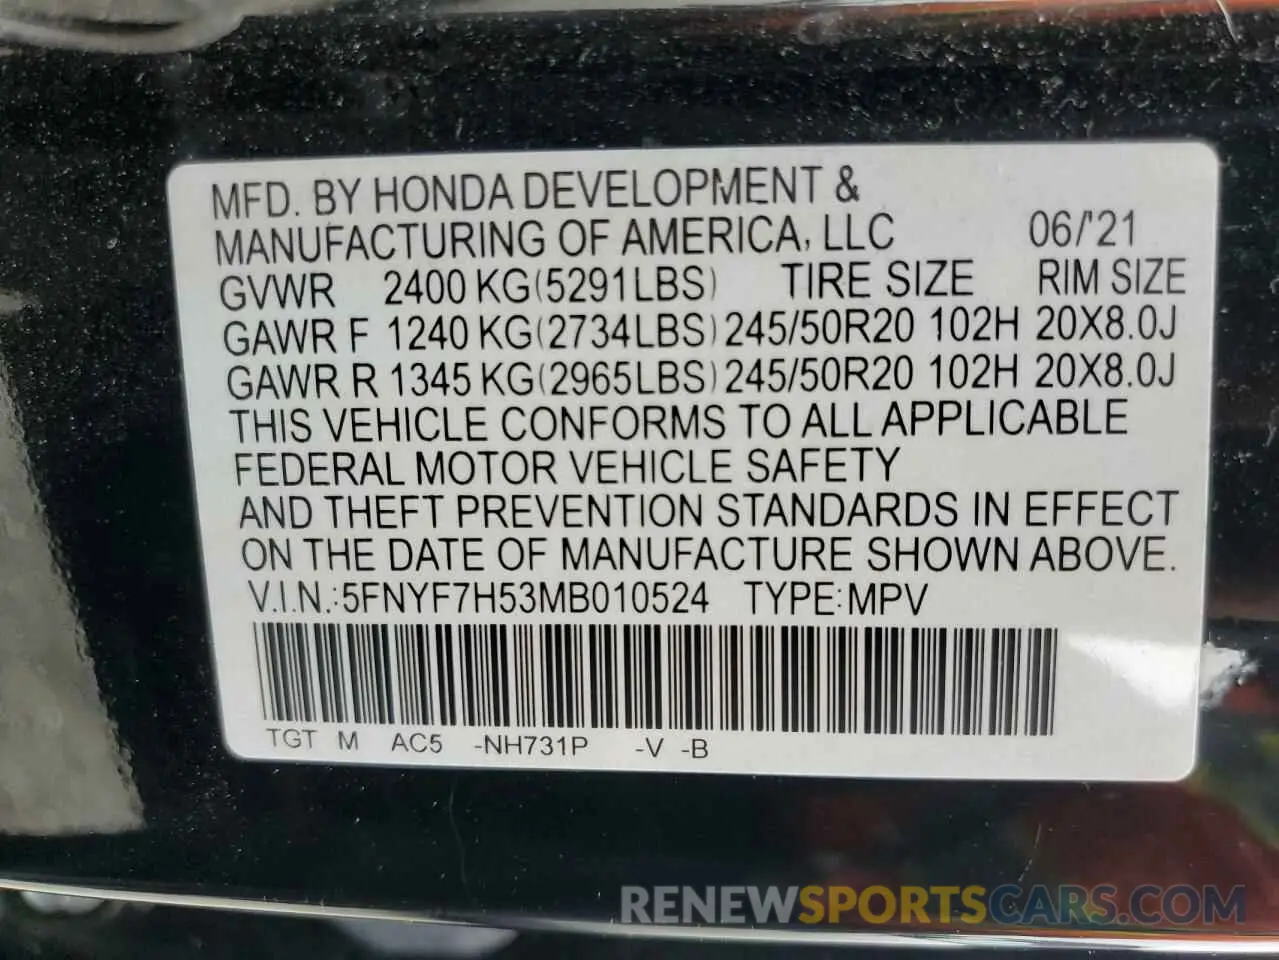 MFD. BY HONDA DEVELOPMENT &
MANUFACTURING OF AMERICA, LLC 06/'21
GVWR 2400 KG(5291LBS) TIRE SIZE RIM SIZE
GAWR F 1240 KG(2734LBS) 245/50R20 102H 20X8.0J
GAWR R 1345 KG(2965LBS) 245/50R20 102H 20X8.0J
THIS VEHICLE CONFORMS TO ALL APPLICABLE
FEDERAL MOTOR VEHICLE SAFETY
AND THEFT PREVENTION STANDARDS IN EFFECT
ON THE DATE OF MANUFACTURE SHOWN ABOVE.
V.I.N.:5FNYF7H53MB010524 TYPE:MPV
TGT M AC5 -NH731P -V -B
RENEWSPORTSCARS.COM